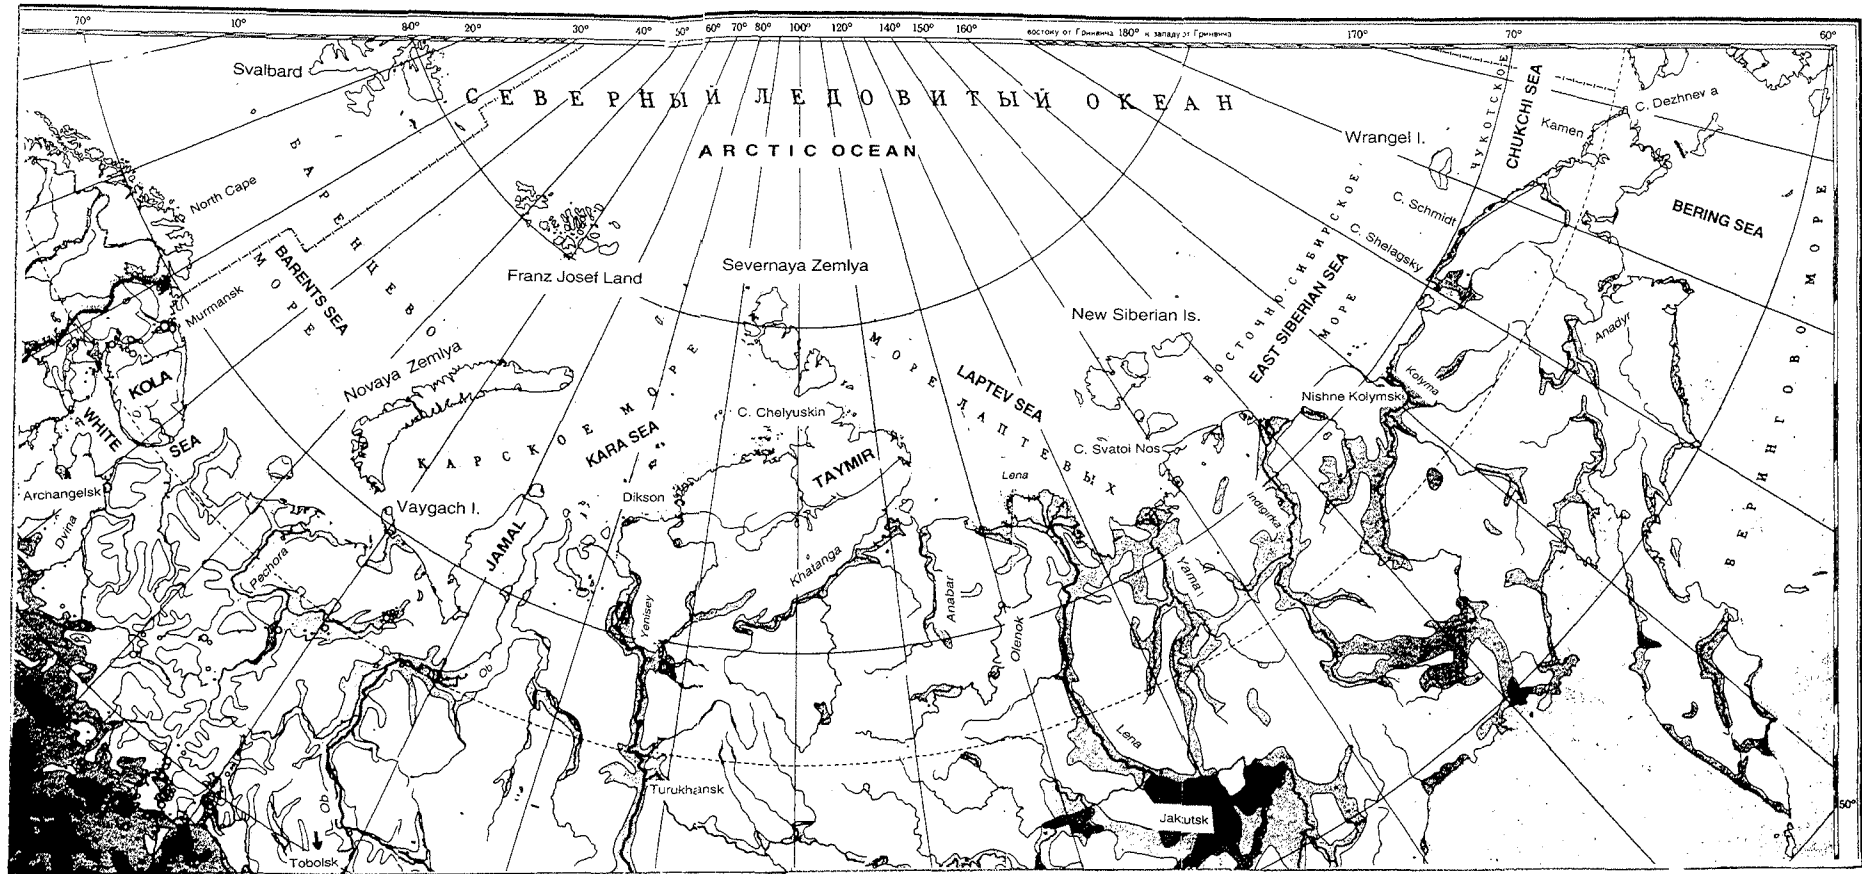 70° 10° 80° 20° 30° 40° 50° 60° 70° 80° 100° 120° 140° 150° 160° востоку от Гринвича 180° к западу от Гринвича 170° 70° 60°
Svalbard
СЕВЕРНЫЙ ЛЕДОВИТЫЙ ОКЕАН
ARCTIC OCEAN
C. Dezhneva
Kamen
CHUKCHI SEA
ЧУКОТСКОЕ
Wrangel I.
C. Schmidt
C. Shelagsky
BERING SEA
БЕРИНГОВО МОРЕ
North Cape
БАРЕНЦЕВО
МОРЕ
BARENTS SEA
Murmansk
Franz Josef Land
Severnaya Zemlya
New Siberian Is.
ВОСТОЧНО-СИБИРСКОЕ
МОРЕ
EAST SIBERIAN SEA
Anadyr
KOLA
Novaya Zemlya
МОРЕ
ЛАПТЕВЫХ
LAPTEV SEA
Kolyma
Nishne Kolymsk
WHITE
SEA
C. Chelyuskin
КАРСКОЕ МОРЕ
KARA SEA
C. Svatoi Nos
TAYMIR
Archangelsk
Dvina
Vaygach I.
Dikson
Lena
Indigirka
JAMAL
Pechora
Khatanga
Anabar
Olenok
Yanma
Yenisey
Ob
Lena
Turukhansk
Ob
Tobolsk
Jakutsk
50°